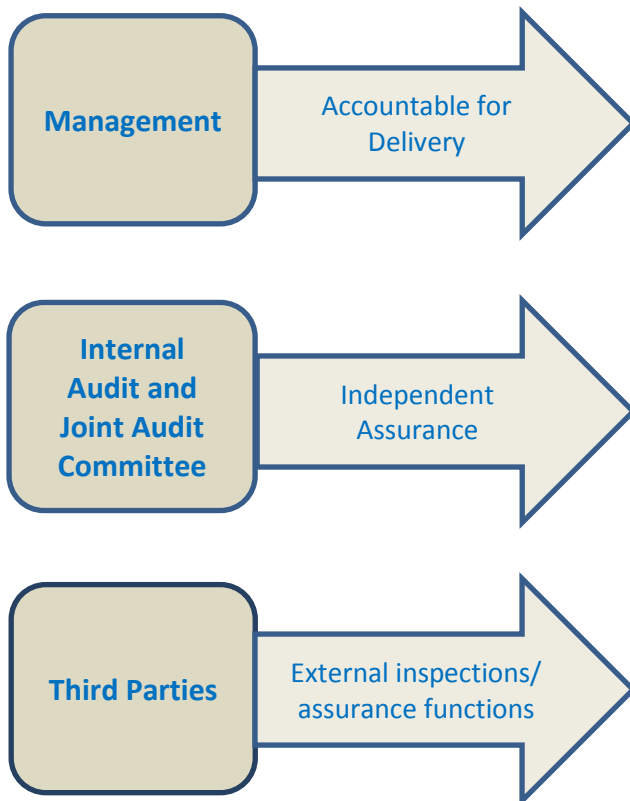 Management
Accountable for
Delivery
Internal
Audit and
Joint Audit
Committee
Independent
Assurance
Third Parties
External inspections/
assurance functions